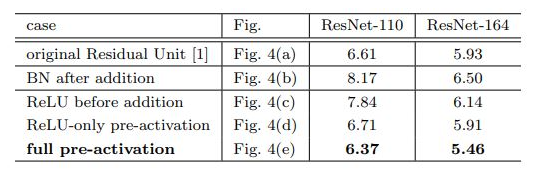 case Fig. ResNet-110 ResNet-164
original Residual Unit [1] Fig. 4(a) 6.61 5.93
BN after addition Fig. 4(b) 8.17 6.50
ReLU before addition Fig. 4(c) 7.84 6.14
ReLU-only pre-activation Fig. 4(d) 6.71 5.91
full pre-activation Fig. 4(e) 6.37 5.46